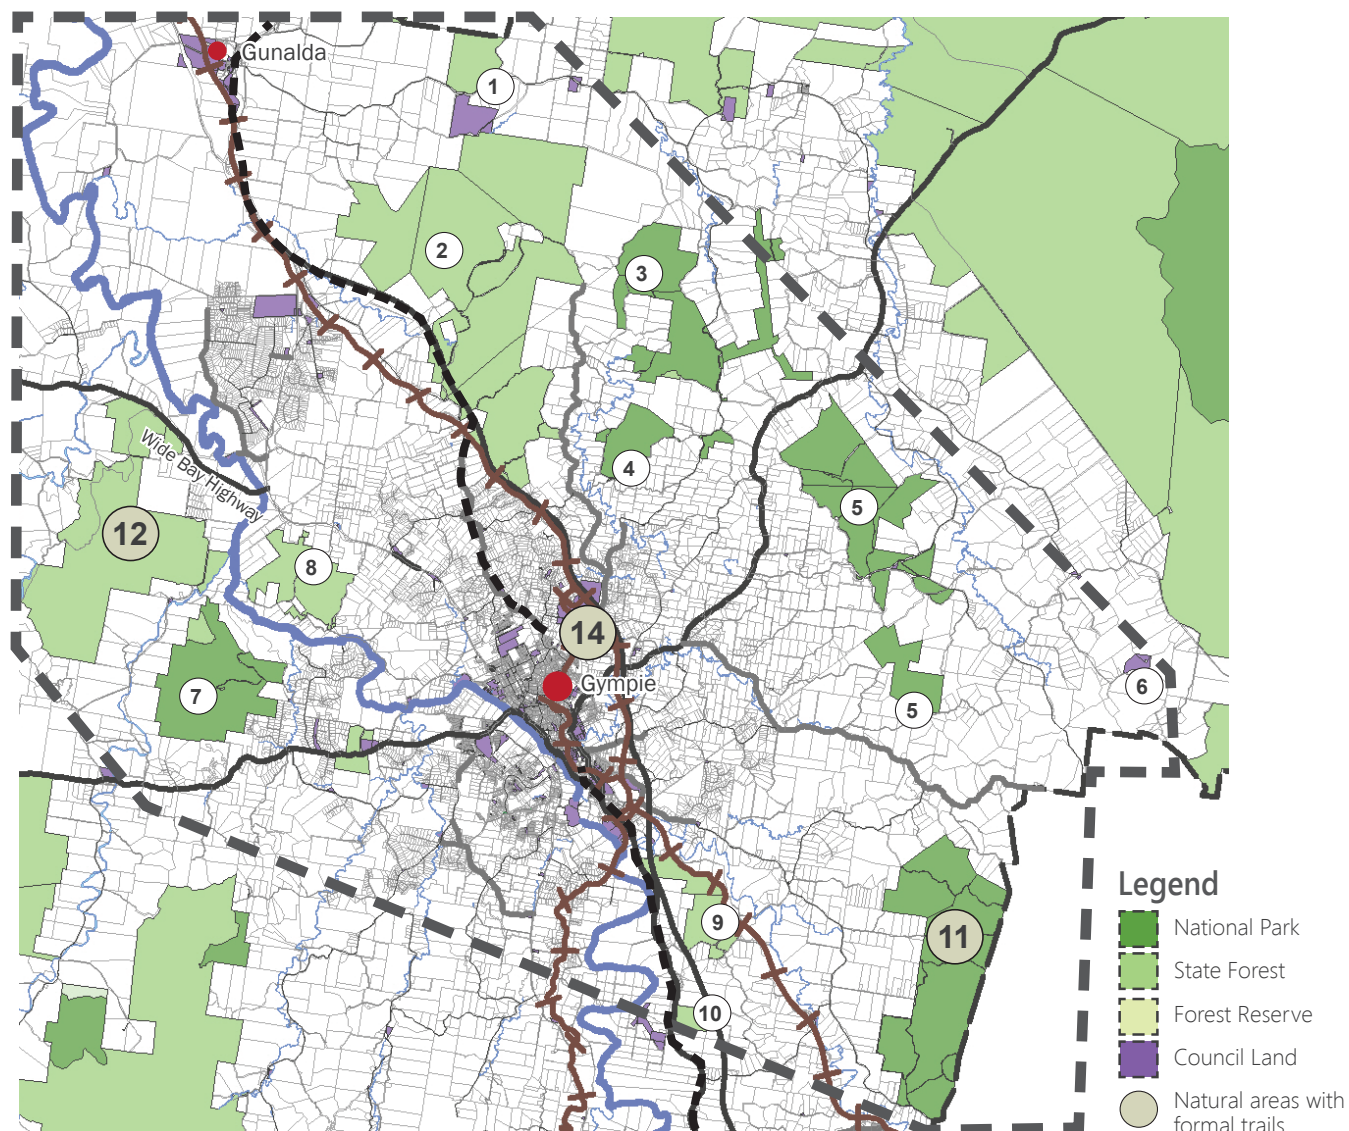 Gunalda
1
2
3
4
Wide Bay Highway
5
12
8
14
7
Gympie
6
5
9
11
10
Legend
National Park
State Forest
Forest Reserve
Council Land
Natural areas with
formal trails